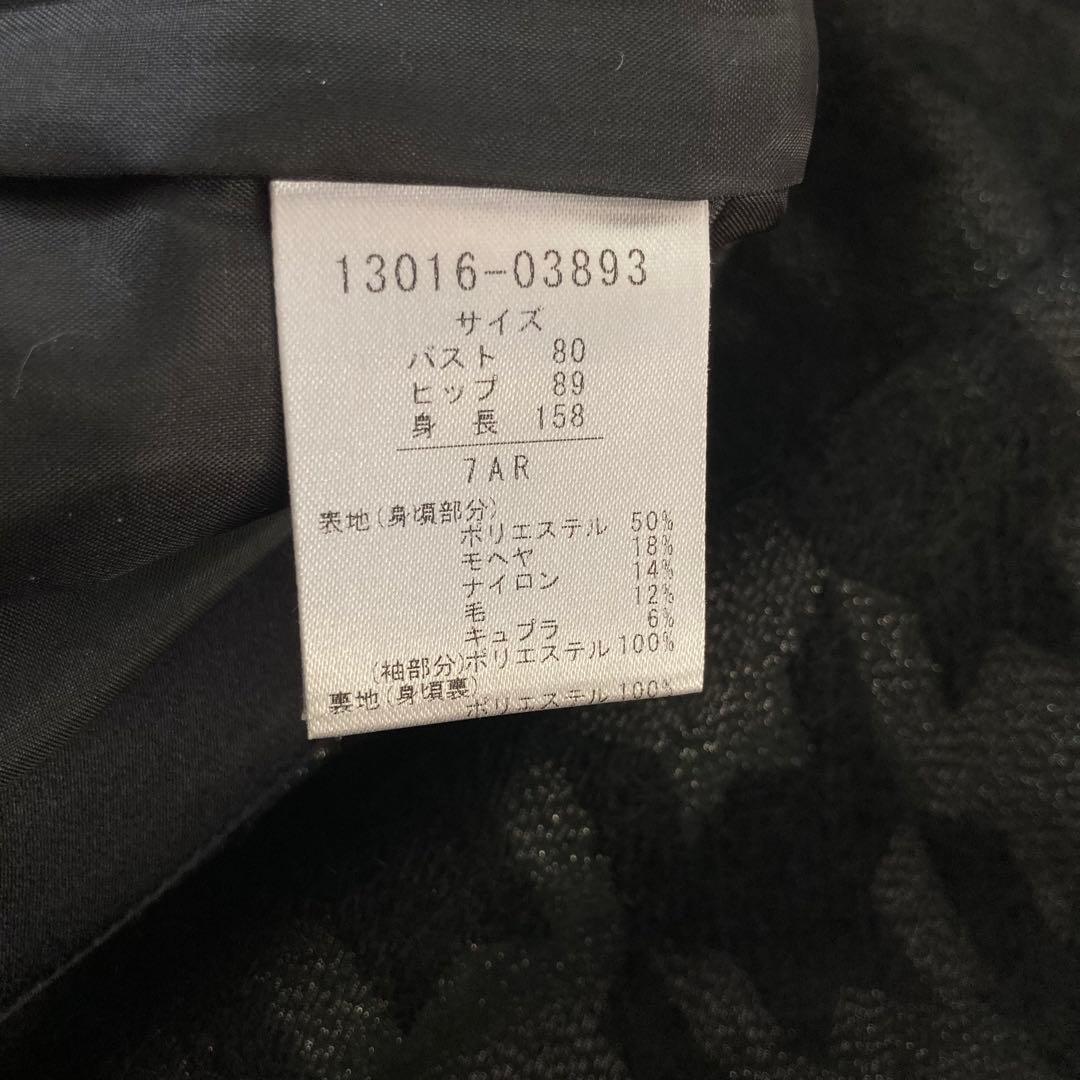 13016-03893
サイズ
バスト 80
ヒップ 89
身長 158
7AR
表地(身頃部分)
ポリエステル 50%
モヘヤ 18%
ナイロン 14%
毛 12%
キュプラ 6%
(袖部分)ポリエステル 100%
裏地(身頃裏)
ポリエステル 100%